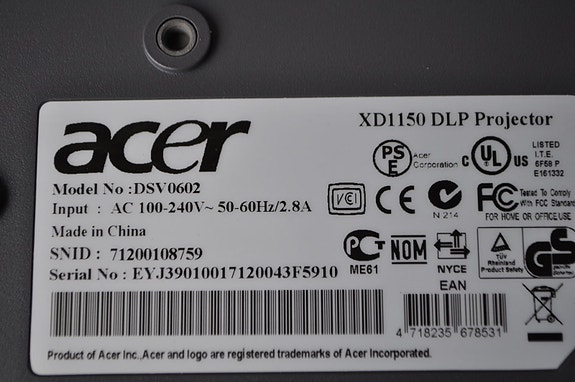 acer
XD1150 DLP Projector
Model No :DSV0602
Input : AC 100-240V~ 50-60Hz/2.8A
Made in China
SNID : 71200108759
Serial No : EYJ39010017120043F5910
PS E
Acer Corporation
C UL US
LISTED
I.T.E.
6F58 P
E161332
VCI
CE
N 214
FC
Tested To Comply
With FCC Standards
FOR HOME OR OFFICE USE
PCT
ME61
NOM
NYCE
TÜV
Rheinland
Product Safety
GS
EAN
4 718235 678531
Product of Acer Inc.,Acer and logo are registered trademarks of Acer Incorporated.